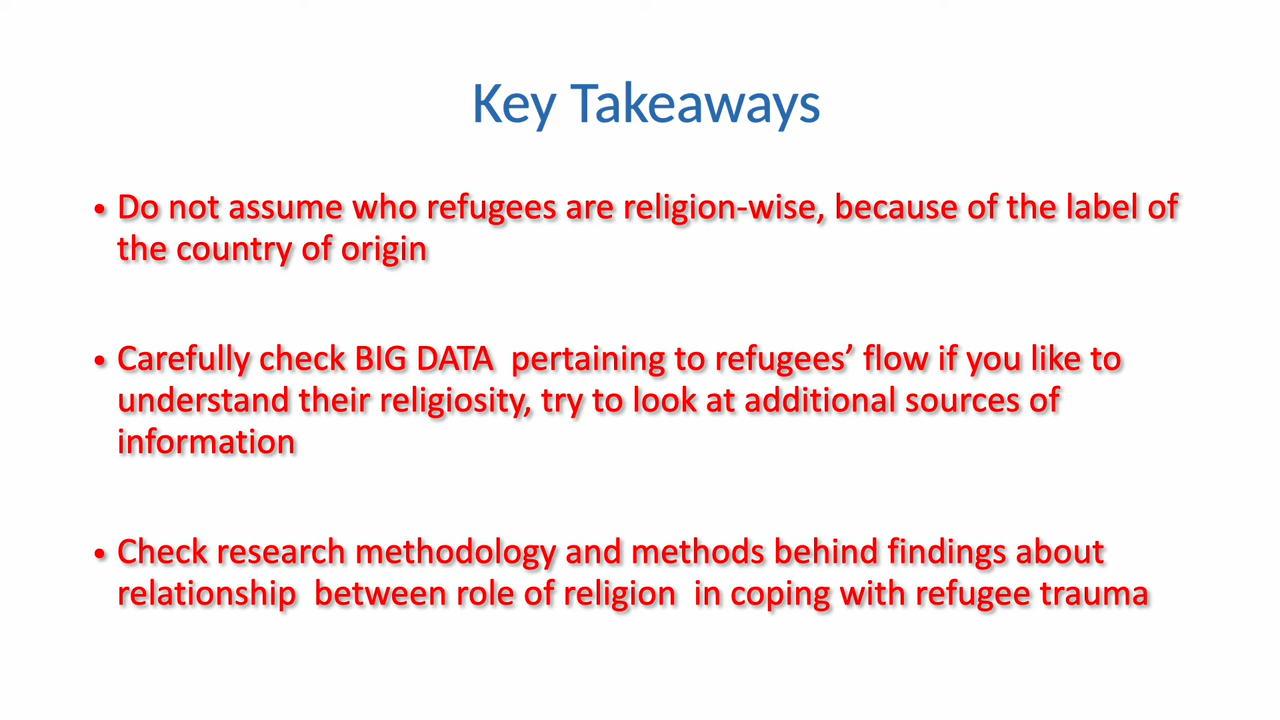 Key Takeaways
• Do not assume who refugees are religion-wise, because of the label of
the country of origin
• Carefully check BIG DATA  pertaining to refugees’ flow if you like to
understand their religiosity, try to look at additional sources of
information
• Check research methodology and methods behind findings about
relationship  between role of religion  in coping with refugee trauma